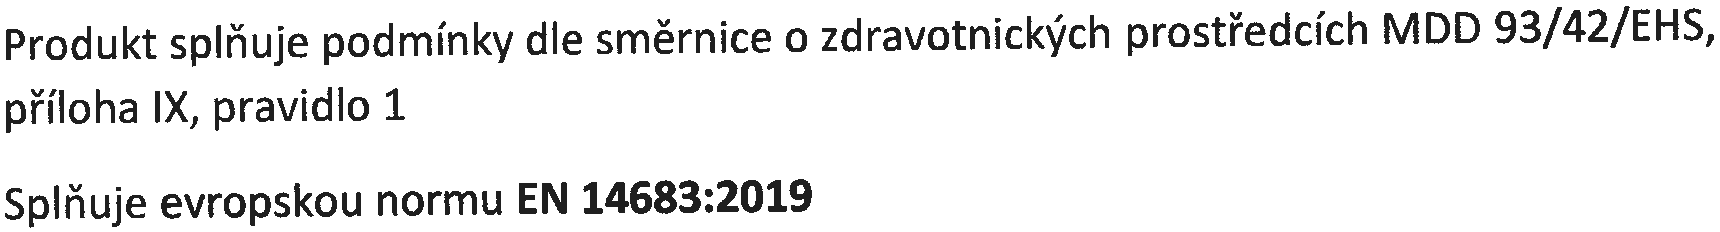 Produkt splňuje podmínky dle směrnice o zdravotnických prostředcích MDD 93/42/EHS,
příloha IX, pravidlo 1
Splňuje evropskou normu EN 14683:2019